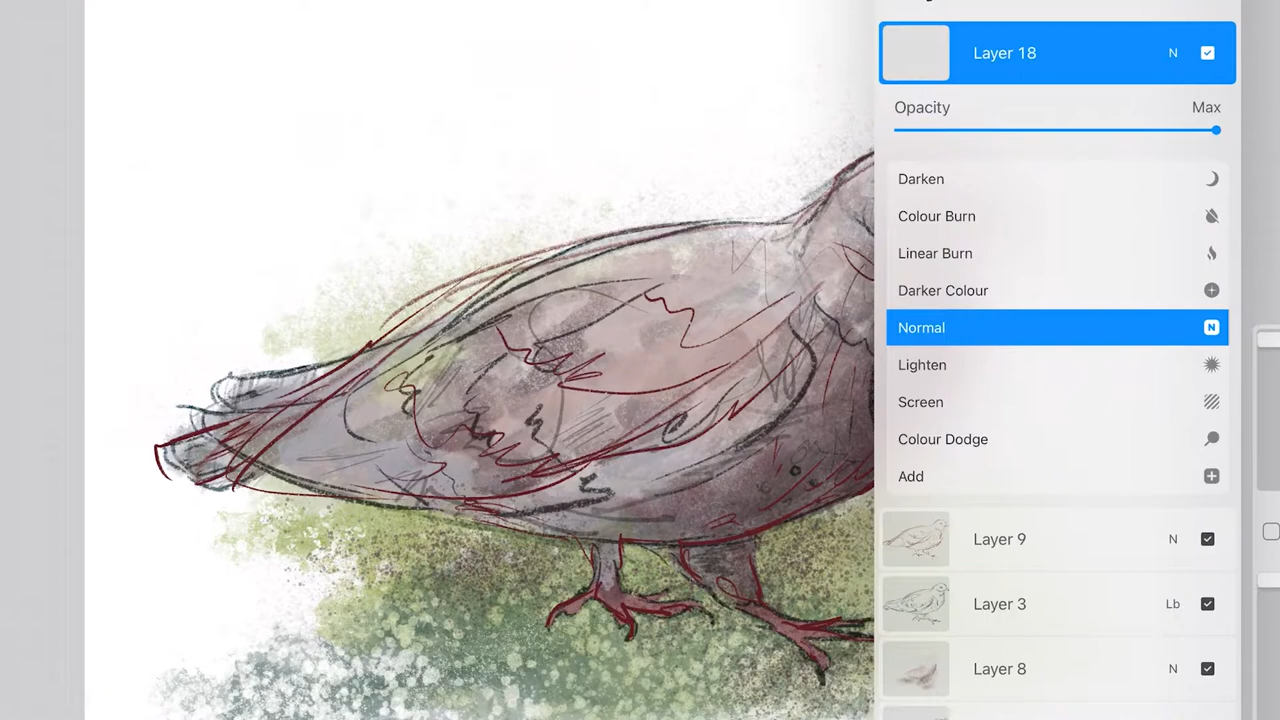 Layer 18 N
Opacity Max
Darken
Colour Burn
Linear Burn
Darker Colour
Normal N
Lighten
Screen
Colour Dodge
Add
Layer 9 N
Layer 3 Lb
Layer 8 N